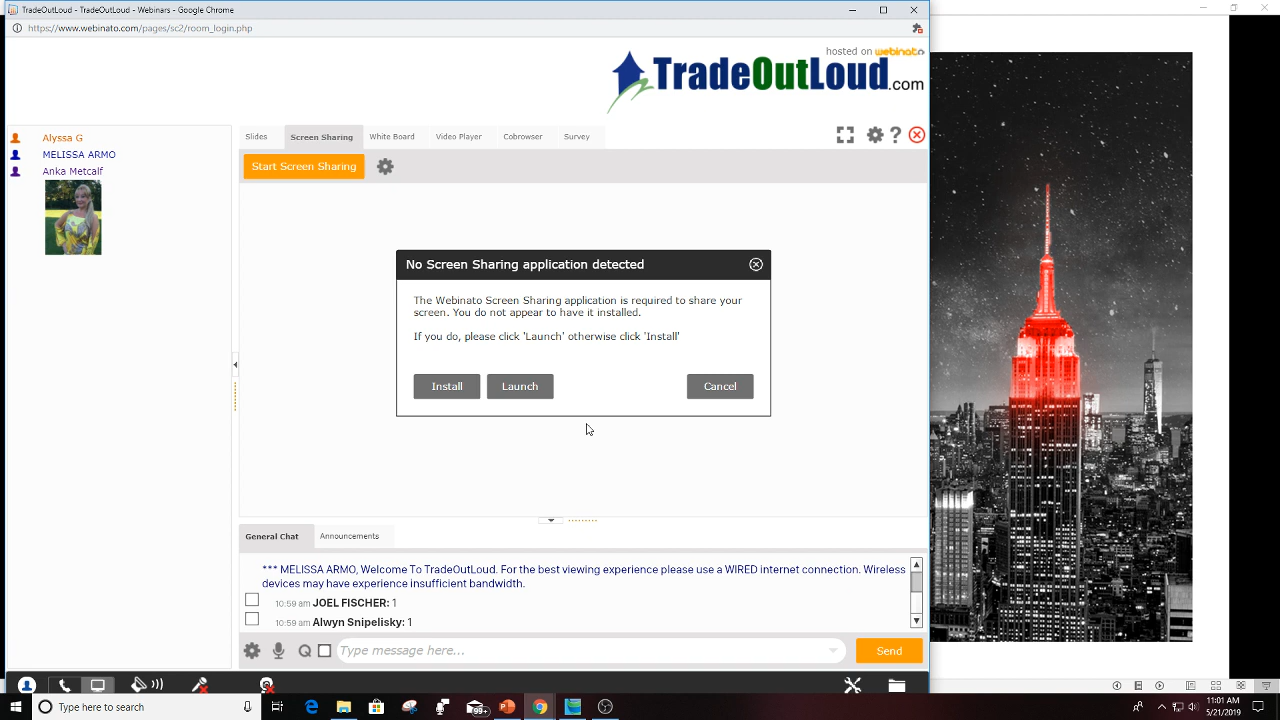 TradeOutLoud - TradeOutLoud - Webinars - Google Chrome
https://www.webinato.com/pages/sc2/room_login.php
hosted on webinato
TradeOutLoud.com
Alyssa G
MELISSA ARMO
Anka Metcalf
Slides Screen Sharing White Board Video Player Cobrowser Survey
Start Screen Sharing
No Screen Sharing application detected
The Webinato Screen Sharing application is required to share your
screen. You do not appear to have it installed.
If you do, please click 'Launch' otherwise click 'Install'
Install Launch Cancel
General Chat Announcements
*** MELISSA ARMO, Welcome To TradeOutLoud. For the best viewing experience please use a WIRED internet connection. Wireless
devices may have experience Insufficient bandwidth.
10:59 am JOEL FISCHER: 1
10:59 am Alwyn Snipelisky: 1
Q Type message here... Send
Type here to search
99+
11:01 AM
5/21/2019